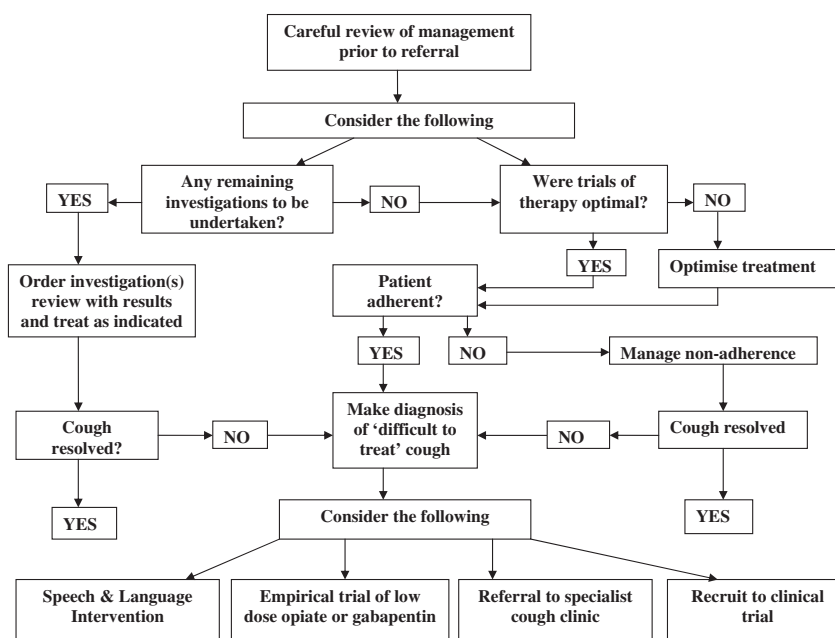 Careful review of management
prior to referral
Consider the following
Any remaining
investigations to be
undertaken?
Were trials of
therapy optimal?
YES
NO
NO
YES
Order investigation(s)
review with results
and treat as indicated
Patient
adherent?
Optimise treatment
YES
NO
Manage non-adherence
Cough
resolved?
NO
Make diagnosis
of ‘difficult to
treat’ cough
NO
Cough resolved
YES
YES
Consider the following
Speech & Language
Intervention
Empirical trial of low
dose opiate or gabapentin
Referral to specialist
cough clinic
Recruit to clinical
trial